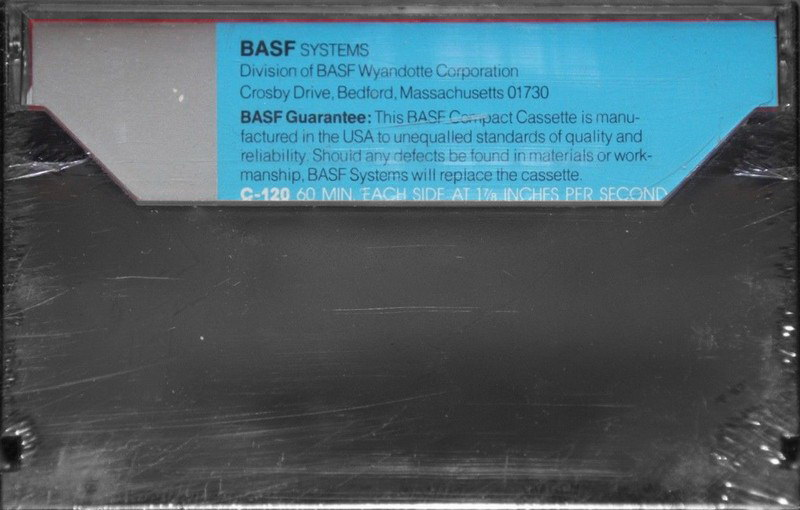 BASF SYSTEMS
Division of BASF Wyandotte Corporation
Crosby Drive, Bedford, Massachusetts 01730
BASF Guarantee: This BASF Compact Cassette is manu-
factured in the USA to unequalled standards of quality and
reliability. Should any defects be found in materials or work-
manship, BASF Systems will replace the cassette.
C-120 60 MIN. EACH SIDE AT 1⅞ INCHES PER SECOND